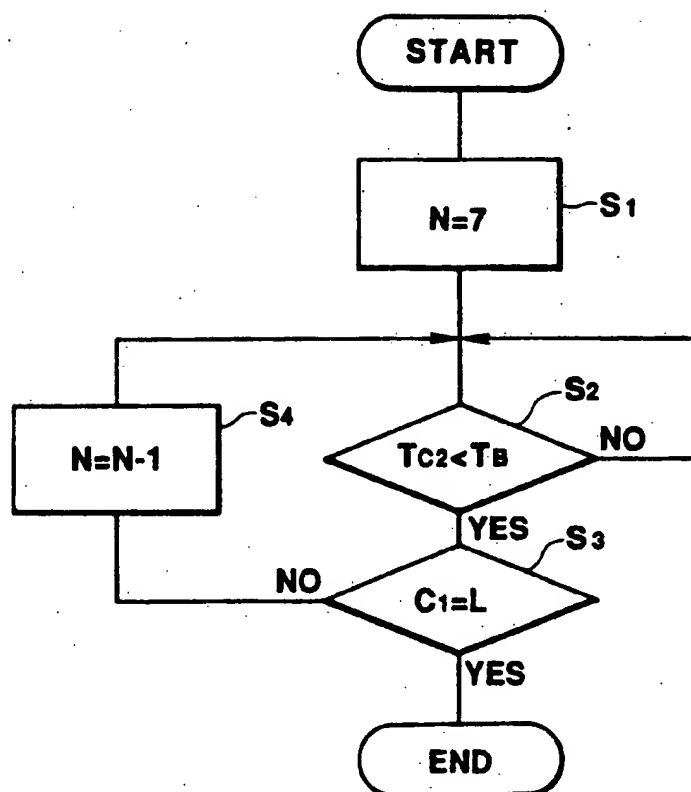 START
N=7
S1
S2
S4
N=N-1
TC2<TB
NO
YES
S3
NO
C1=L
YES
END